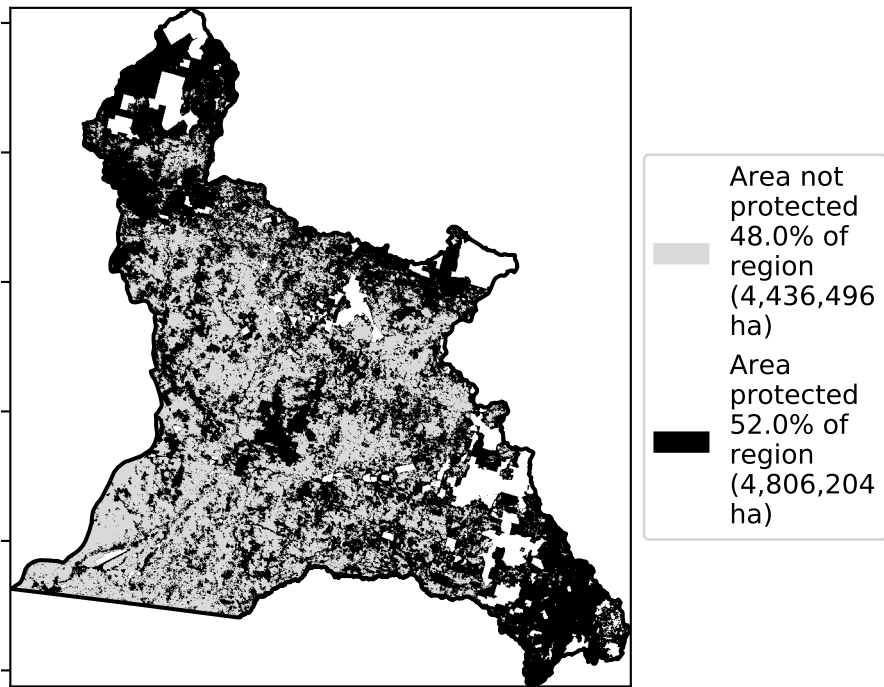 Area not
protected
48.0% of
region
(4,436,496
ha)
Area
protected
52.0% of
region
(4,806,204
ha)